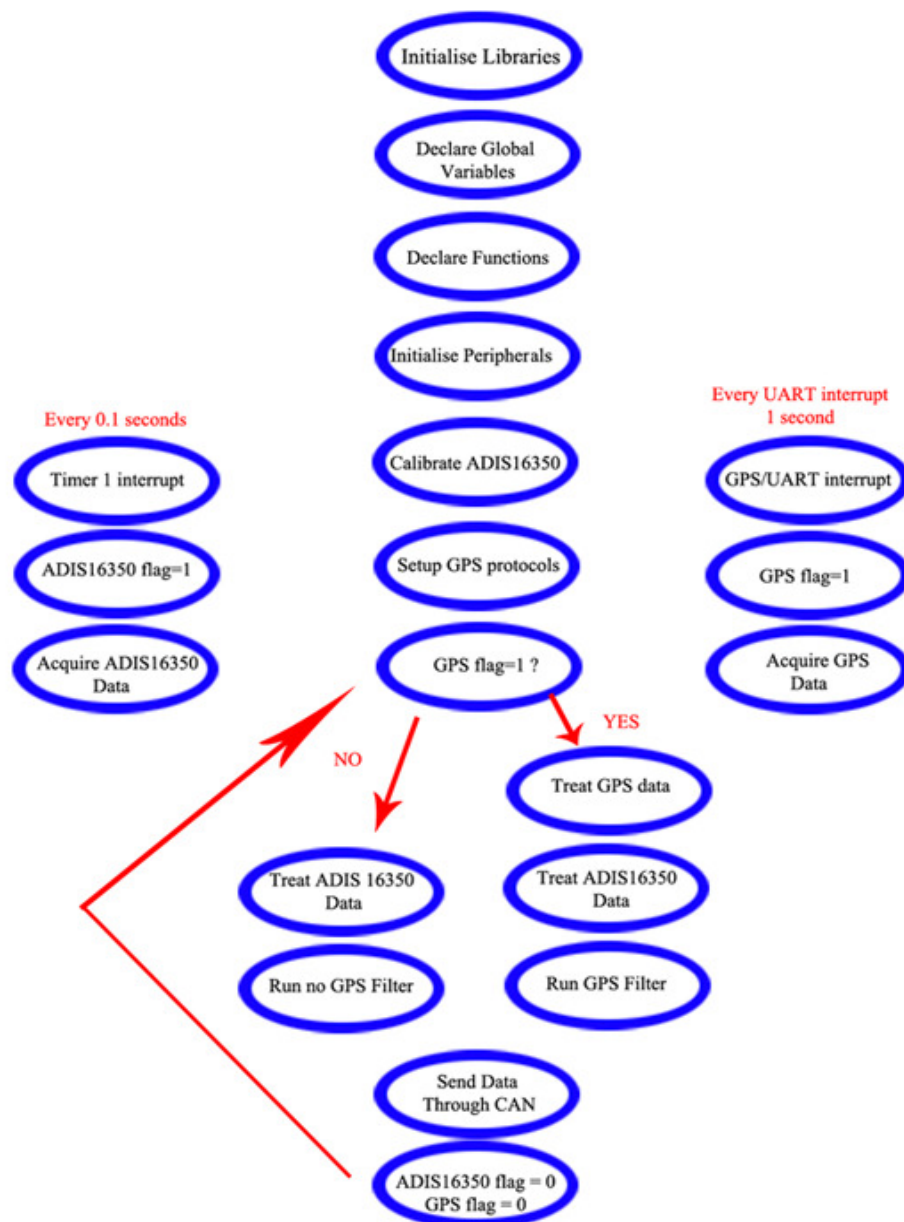 Initialise Libraries
Declare Global
Variables
Declare Functions
Initialise Peripherals
Calibrate ADIS16350
Setup GPS protocols
GPS flag=1 ?
Every 0.1 seconds
Timer 1 interrupt
ADIS16350 flag=1
Acquire ADIS16350
Data
Every UART interrupt
1 second
GPS/UART interrupt
GPS flag=1
Acquire GPS
Data
NO
YES
Treat ADIS 16350
Data
Run no GPS Filter
Treat GPS data
Treat ADIS16350
Data
Run GPS Filter
Send Data
Through CAN
ADIS16350 flag = 0
GPS flag = 0